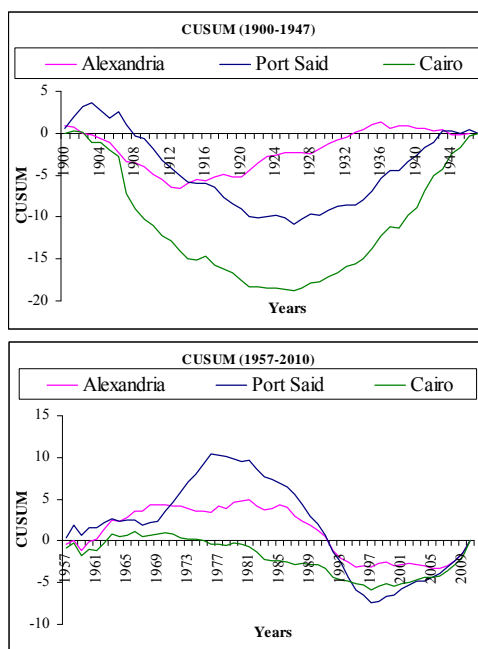 CUSUM (1900-1947)
Alexandria Port Said Cairo
5
0
-5
-10
-15
-20
CUSUM
1900 1904 1908 1912 1916 1920 1924 1928 1932 1936 1940 1944
Years
CUSUM (1957-2010)
Alexandria Port Said Cairo
15
10
5
0
-5
-10
CUSUM
1957 1961 1965 1969 1973 1977 1981 1985 1989 1993 1997 2001 2005 2009
Years